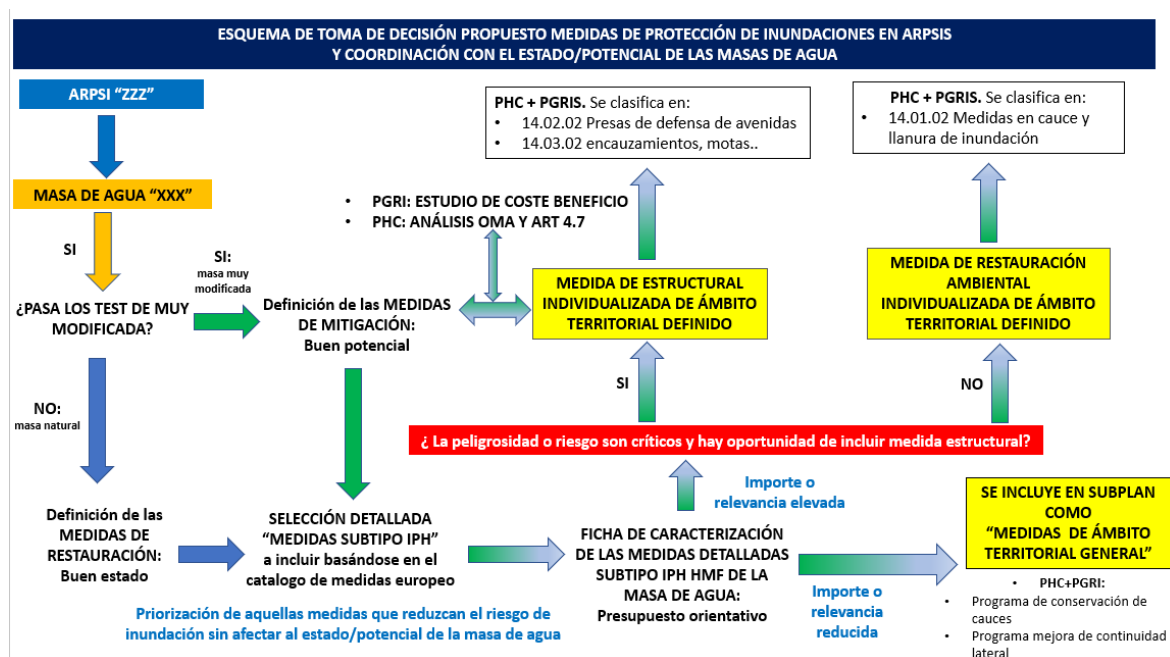 ESQUEMA DE TOMA DE DECISIÓN PROPUESTO MEDIDAS DE PROTECCIÓN DE INUNDACIONES EN ARPSIS
Y COORDINACIÓN CON EL ESTADO/POTENCIAL DE LAS MASAS DE AGUA
ARPSI "ZZZ"
MASA DE AGUA "XXX"
SI
¿PASA LOS TEST DE MUY
MODIFICADA?
SI:
masa muy
modificada
NO:
masa natural
PHC + PGRIS. Se clasifica en:
• 14.02.02 Presas de defensa de avenidas
• 14.03.02 encauzamientos, motas..
PHC + PGRIS. Se clasifica en:
• 14.01.02 Medidas en cauce y
llanura de inundación
• PGRI: ESTUDIO DE COSTE BENEFICIO
• PHC: ANÁLISIS OMA Y ART 4.7
Definición de las MEDIDAS
DE MITIGACIÓN:
Buen potencial
MEDIDA DE ESTRUCTURAL
INDIVIDUALIZADA DE ÁMBITO
TERRITORIAL DEFINIDO
MEDIDA DE RESTAURACIÓN
AMBIENTAL
INDIVIDUALIZADA DE ÁMBITO
TERRITORIAL DEFINIDO
SI
NO
¿ La peligrosidad o riesgo son críticos y hay oportunidad de incluir medida estructural?
Importe o
relevancia elevada
Definición de las
MEDIDAS DE
RESTAURACIÓN:
Buen estado
SELECCIÓN DETALLADA
"MEDIDAS SUBTIPO IPH"
a incluir basándose en el
catalogo de medidas europeo
FICHA DE CARACTERIZACIÓN
DE LAS MEDIDAS DETALLADAS
SUBTIPO IPH HMF DE LA
MASA DE AGUA:
Presupuesto orientativo
Importe o
relevancia
reducida
SE INCLUYE EN SUBPLAN
COMO
"MEDIDAS DE ÁMBITO
TERRITORIAL GENERAL"
• PHC+PGRI:
• Programa de conservación de
cauces
• Programa mejora de continuidad
lateral
Priorización de aquellas medidas que reduzcan el riesgo de
inundación sin afectar al estado/potencial de la masa de agua